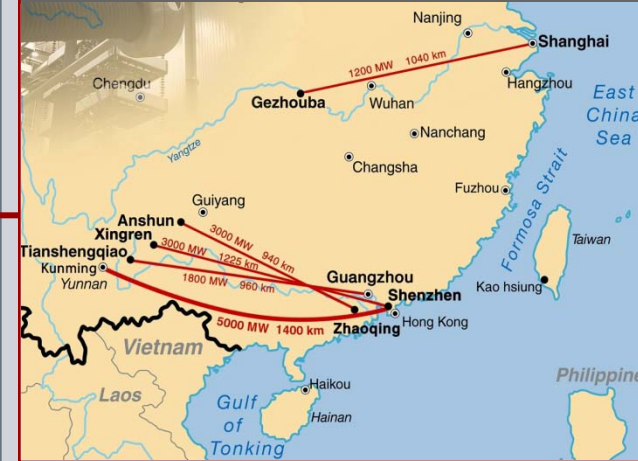 Nanjing
Shanghai
1200 MW 1040 km
Chengdu
Hangzhou
Gezhouba
Wuhan
East
China
Sea
Nanchang
Yangtze
Changsha
Fuzhou
Formosa Strait
Guiyang
Anshun
3000 MW 940 km
Xingren
3000 MW 1225 km
Taiwan
Tianshengqiao
Kunming
Yunnan
1800 MW 960 km
Guangzhou
Shenzhen
Kao hsiung
5000 MW 1400 km
Zhaoqing
Hong Kong
Vietnam
Laos
Haikou
Hainan
Gulf
of
Tonking
Philippine